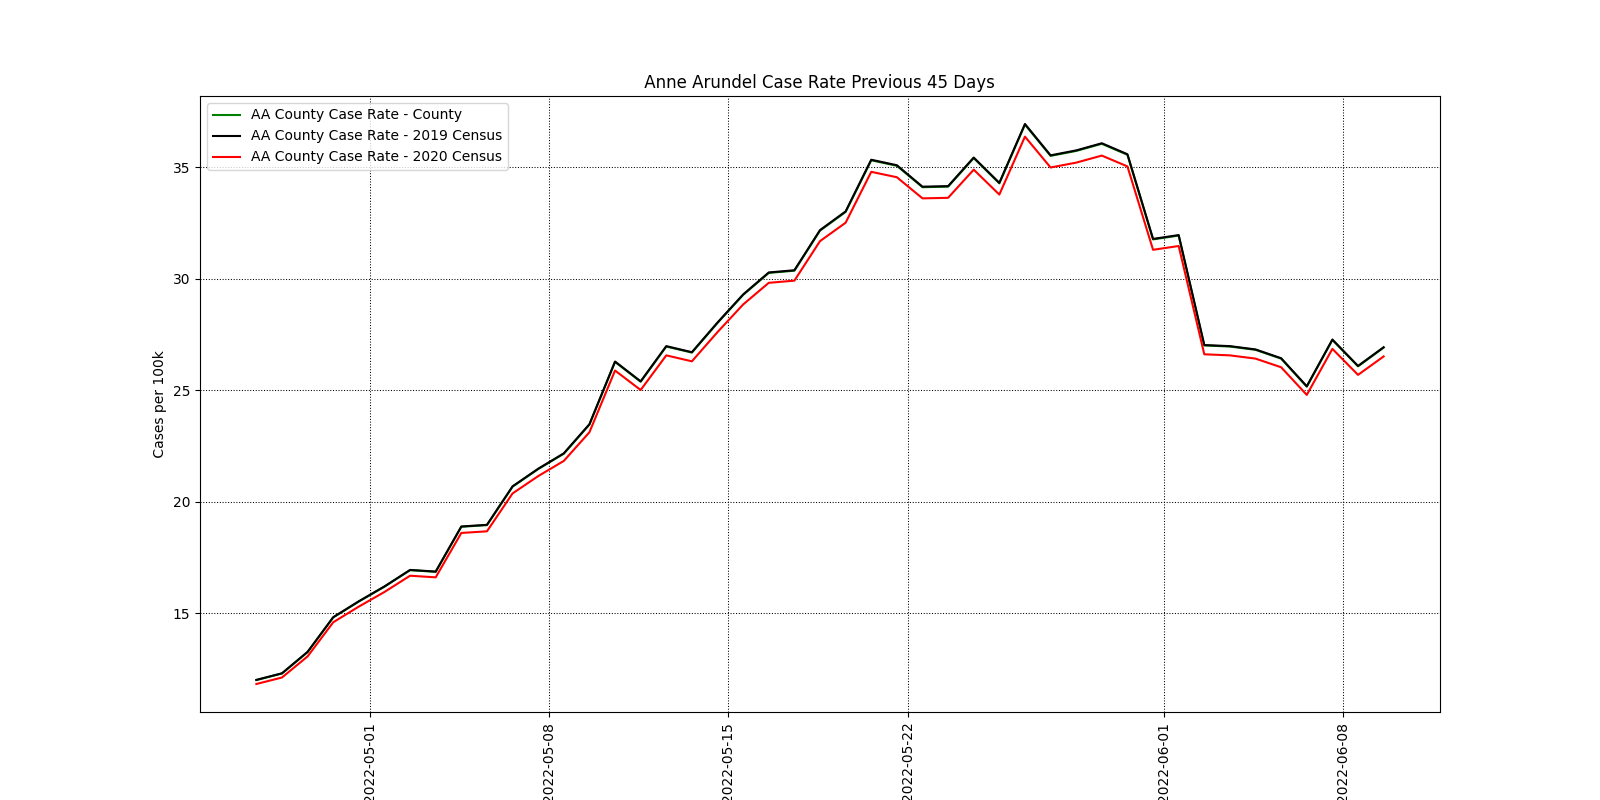 Anne Arundel Case Rate Previous 45 Days
AA County Case Rate - County
AA County Case Rate - 2019 Census
AA County Case Rate - 2020 Census
Cases per 100k
35
30
25
20
15
2022-05-01
2022-05-08
2022-05-15
2022-05-22
2022-06-01
2022-06-08